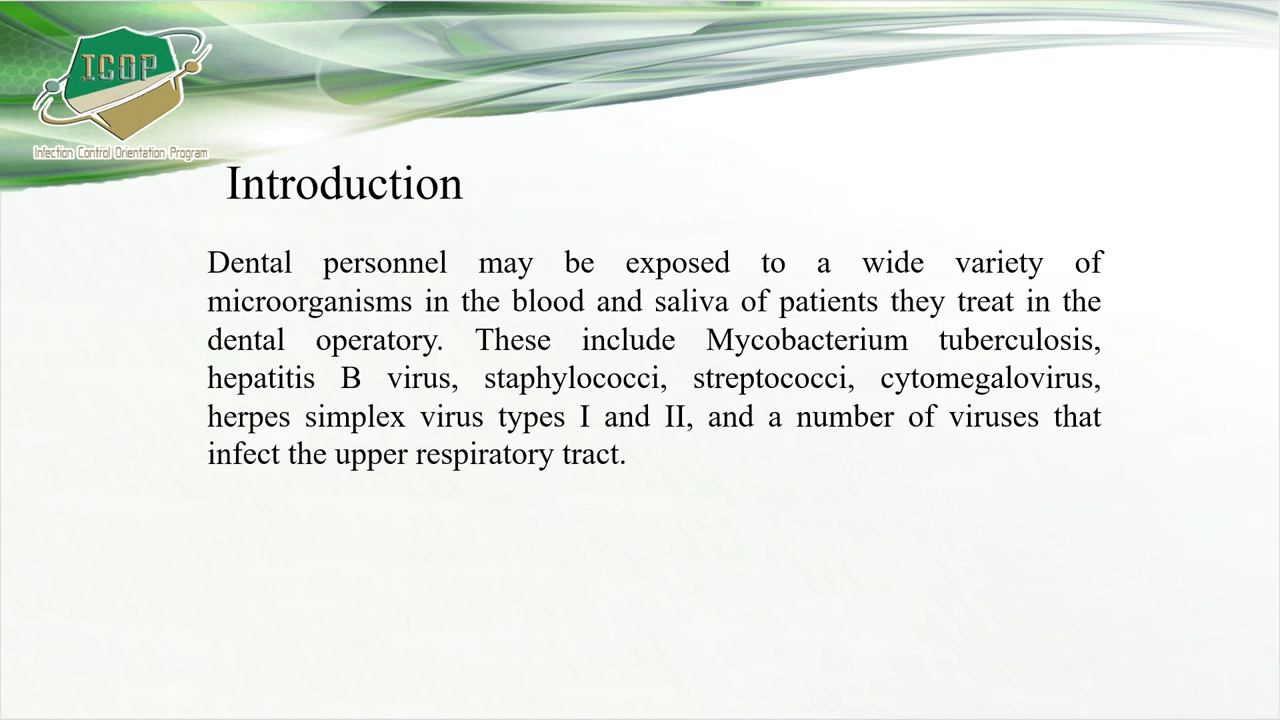 ICOP
Infection Control Orientation Program
Introduction
Dental personnel may be exposed to a wide variety of
microorganisms in the blood and saliva of patients they treat in the
dental operatory. These include Mycobacterium tuberculosis,
hepatitis B virus, staphylococci, streptococci, cytomegalovirus,
herpes simplex virus types I and II, and a number of viruses that
infect the upper respiratory tract.